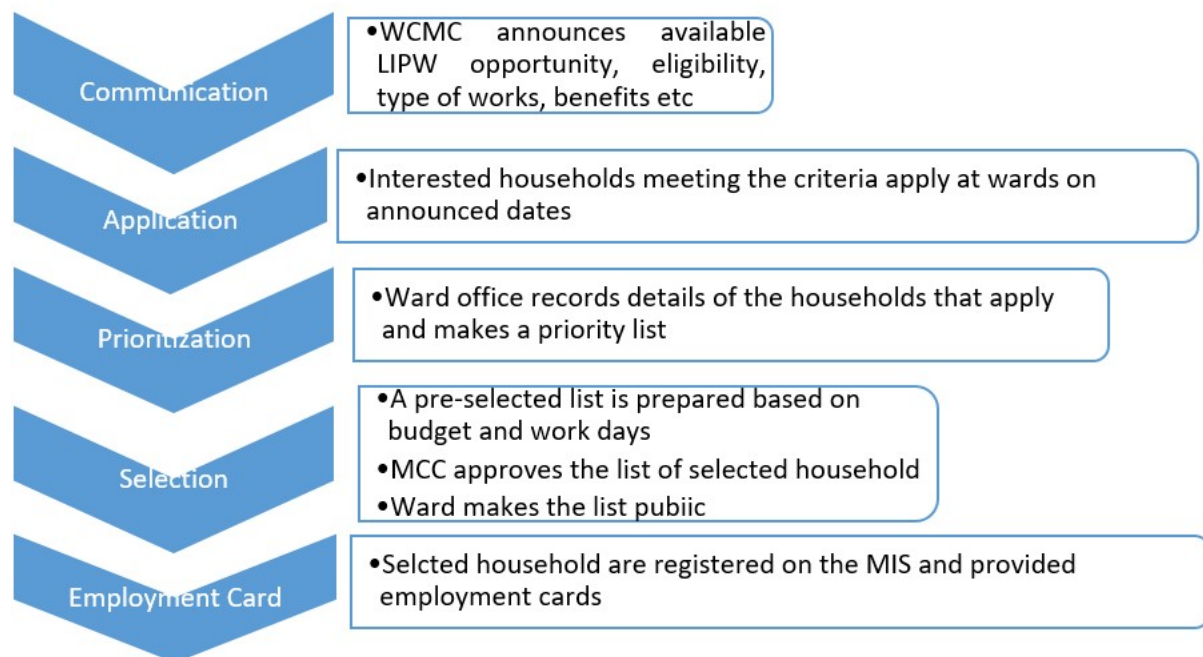 Communication
•WCMC announces available
LIPW opportunity, eligibility,
type of works, benefits etc
Application
•Interested households meeting the criteria apply at wards on
announced dates
Prioritization
•Ward office records details of the households that apply
and makes a priority list
Selection
•A pre-selected list is prepared based on
budget and work days
•MCC approves the list of selected household
•Ward makes the list pubiic
Employment Card
•Selcted household are registered on the MIS and provided
employment cards